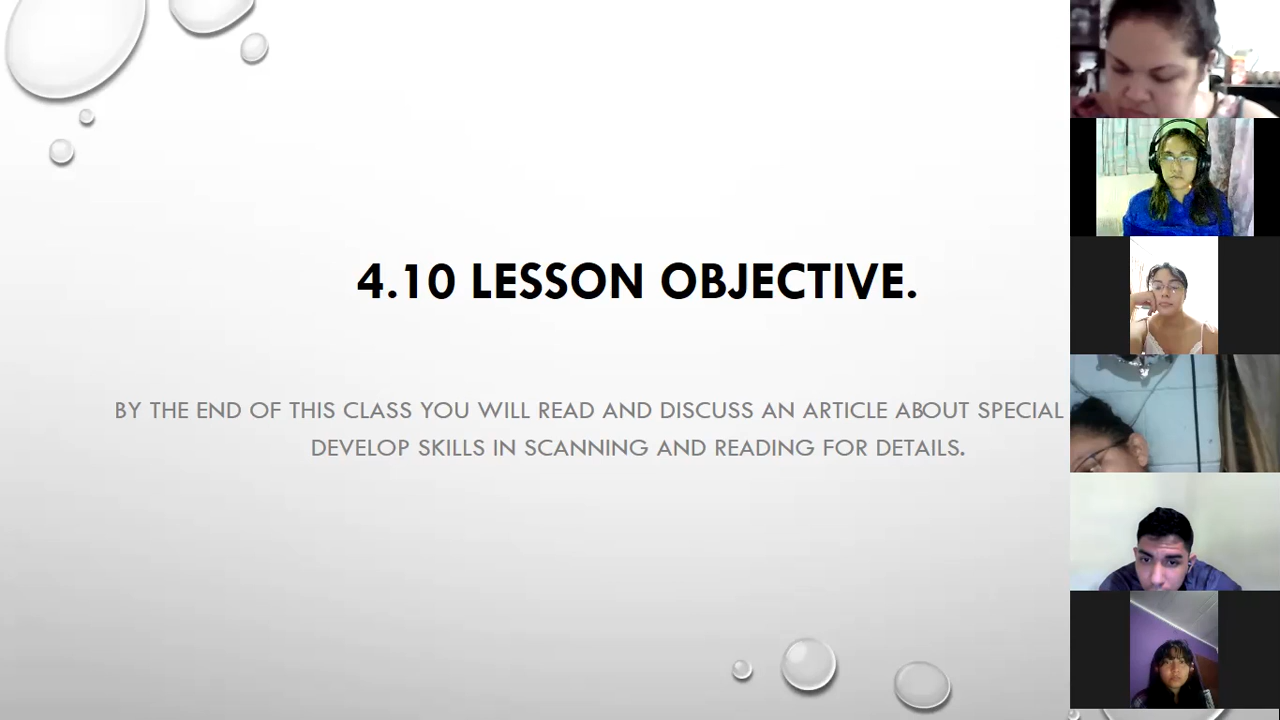 4.10 LESSON OBJECTIVE.
BY THE END OF THIS CLASS YOU WILL READ AND DISCUSS AN ARTICLE ABOUT SPECIAL
DEVELOP SKILLS IN SCANNING AND READING FOR DETAILS.